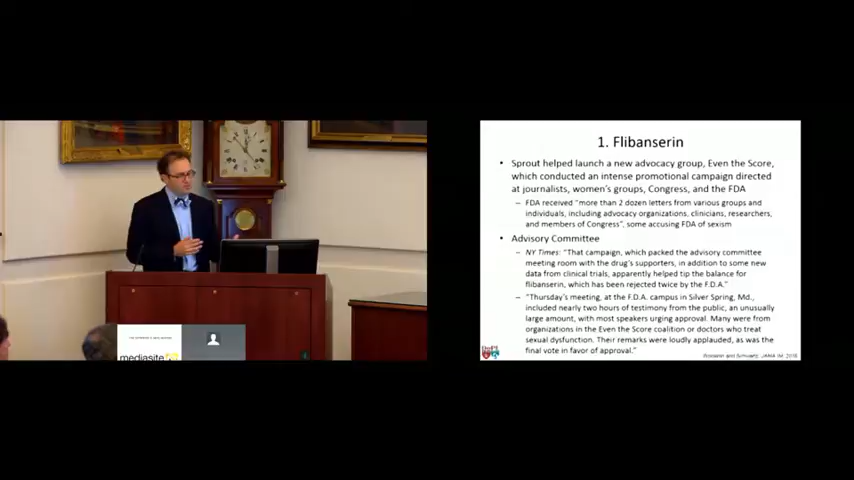 mediasite
1. Flibanserin
• Sprout helped launch a new advocacy group, Even the Score,
which conducted an intense promotional campaign directed
at journalists, women's groups, Congress, and the FDA
– FDA received "more than 2 dozen letters from various groups and
individuals, including advocacy organizations, clinicians, researchers,
and members of Congress", some accusing FDA of sexism
• Advisory Committee
– NY Times: "That campaign, which packed the advisory committee
meeting room with the drug's supporters, in addition to some new
data from clinical trials, apparently helped tip the balance for
flibanserin, which has been rejected twice by the F.D.A."
– "Thursday's meeting, at the F.D.A. campus in Silver Spring, Md.,
included nearly two hours of testimony from the public, an unusually
large amount, with most speakers urging approval. Many were from
organizations in the Even the Score coalition or doctors who treat
sexual dysfunction. Their remarks were loudly applauded, as was the
final vote in favor of approval."
and Schwartz, JAMA IM